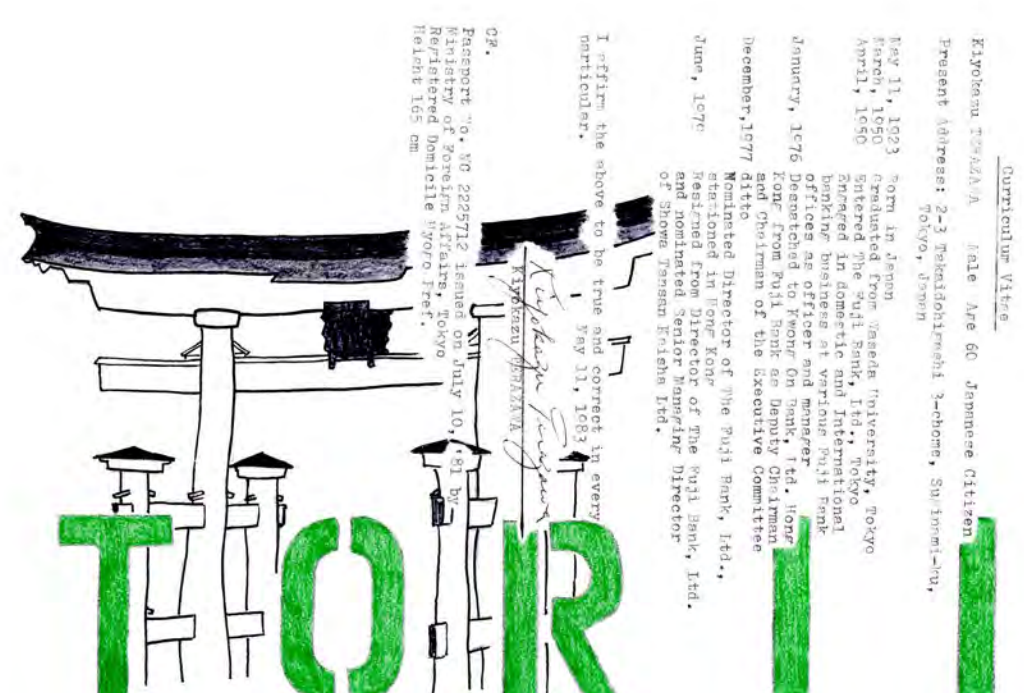 Curriculum Vitae
Kiyokazu TERAZAWA Male Age 60 Japanese Citizen
Present Address: 2-3 Takaidohigashi 3-chome, Suginami-ku,
Tokyo, Japan
May 11, 1923 Born in Japan
March, 1950 Graduated from Waseda University, Tokyo
April, 1950 Entered The Fuji Bank, Ltd., Tokyo
Engaged in domestic and International
banking business at various Fuji Bank
offices as officer and manager
January, 1976 Despatched to Kwong On Bank, Ltd. Hong
Kong from Fuji Bank as Deputy Chairman
and Chairman of the Executive Committee
December, 1977 ditto
Nominated Director of The Fuji Bank, Ltd.,
stationed in Hong Kong
June, 1979 Resigned from Director of The Fuji Bank, Ltd.
and nominated Senior Managing Director
of Showa Tansan Kaisha Ltd.
I affirm the above to be true and correct in every
particular.
May 11, 1983
Kiyokazu Terazawa
Kiyokazu TERAZAWA
CF.
Passport No. NC 2225712 issued on July 10, '81 by
Ministry of Foreign Affairs, Tokyo
Registered Domicile Hyogo Pref.
Height 165 cm
TORII